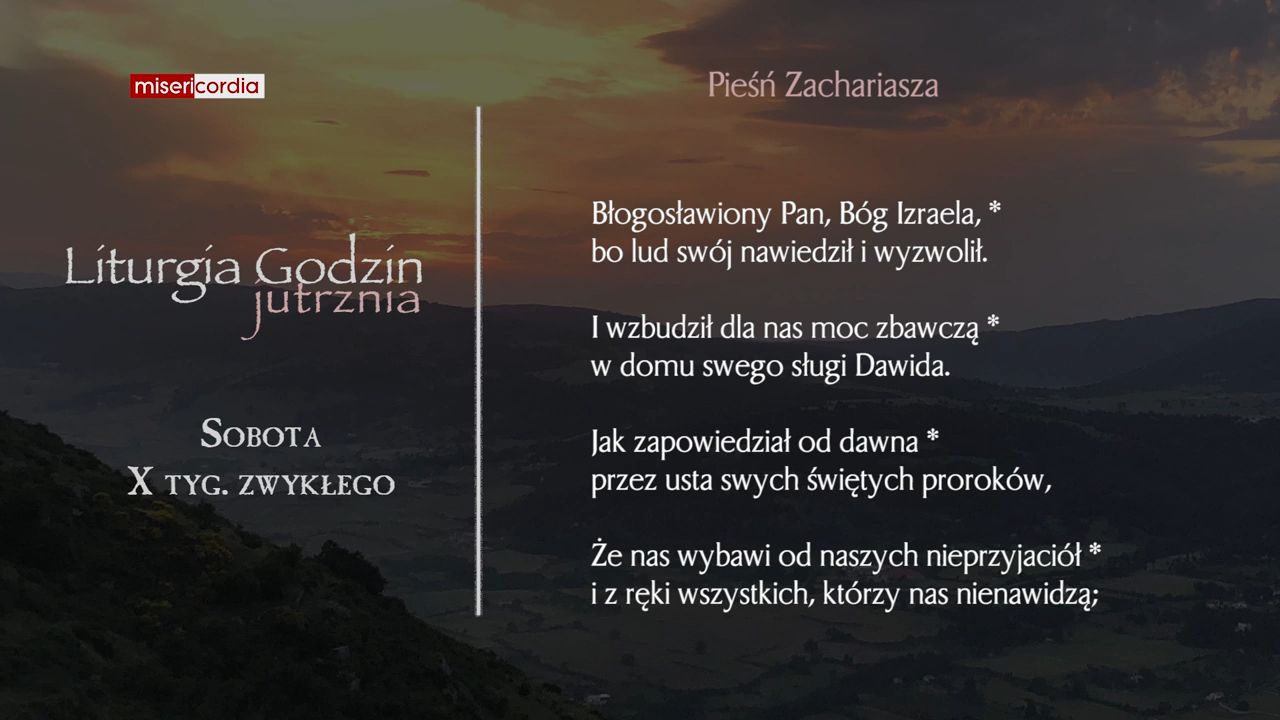 misericordia
Liturgia Godzin
jutrznia
Sobota
X tyg. zwykłego
Pieśń Zachariasza
Błogosławiony Pan, Bóg Izraela, *
bo lud swój nawiedził i wyzwolił.
I wzbudził dla nas moc zbawczą *
w domu swego sługi Dawida.
Jak zapowiedział od dawna *
przez usta swych świętych proroków,
Że nas wybawi od naszych nieprzyjaciół *
i z ręki wszystkich, którzy nas nienawidzą;